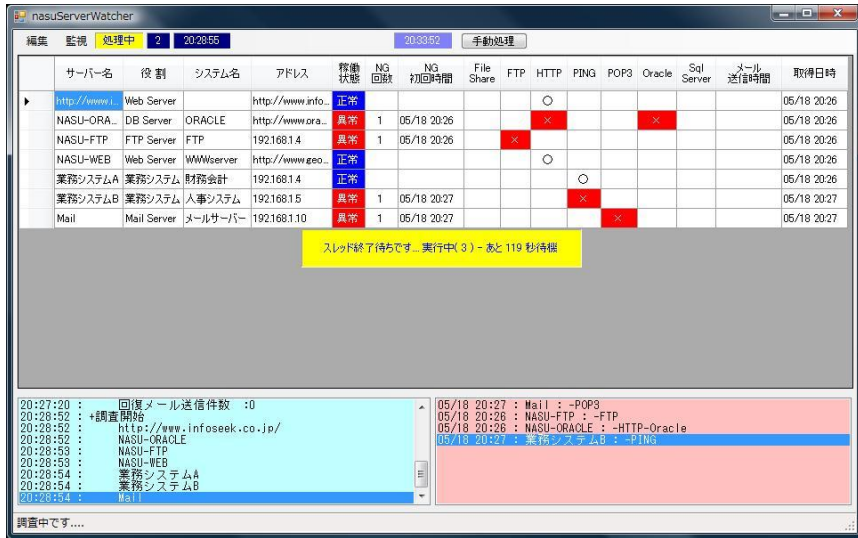 nasuServerWatcher
編集 監視 処理中 2 20:28:55 20:33:52 手動処理
サーバー名 役 割 システム名 アドレス 稼働状態 NG回数 NG初回時間 File Share FTP HTTP PING POP3 Oracle Sql Server メール送信時間 取得日時
http://www.i... Web Server http://www.info... 正常 ○ 05/18 20:26
NASU-ORA... DB Server ORACLE http://www.ora... 異常 1 05/18 20:26 × × 05/18 20:26
NASU-FTP FTP Server FTP 192.168.1.4 異常 1 05/18 20:26 × 05/18 20:26
NASU-WEB Web Server WWWserver http://www.geo... 正常 ○ 05/18 20:26
業務システムA 業務システム 財務会計 192.168.1.4 正常 ○ 05/18 20:26
業務システムB 業務システム 人事システム 192.168.1.5 異常 1 05/18 20:27 × 05/18 20:27
Mail Mail Server メールサーバー 192.168.1.10 異常 1 05/18 20:27 × 05/18 20:27
スレッド終了待ちです... 実行中( 3 ) - あと 119 秒待機
20:27:20 : 回復メール送信件数 :0
20:28:52 : +調査開始
20:28:52 : http://www.infoseek.co.jp/
20:28:52 : NASU-ORACLE
20:28:53 : NASU-FTP
20:28:53 : NASU-WEB
20:28:54 : 業務システムA
20:28:54 : 業務システムB
20:28:54 : Mail
05/18 20:27 : Mail : -POP3
05/18 20:26 : NASU-FTP : -FTP
05/18 20:26 : NASU-ORACLE : -HTTP-Oracle
05/18 20:27 : 業務システムB : -PING
調査中です....